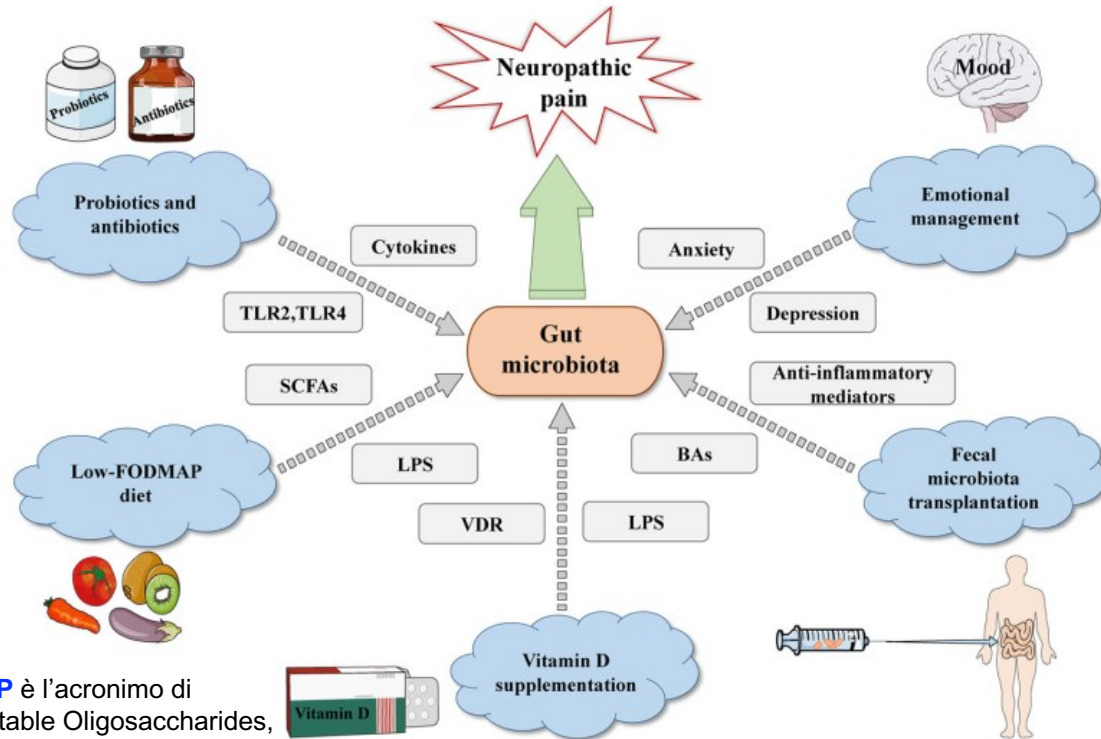 Neuropathic
pain
Mood
Probiotics
Antibiotics
Probiotics and
antibiotics
Emotional
management
Cytokines
Anxiety
TLR2,TLR4
Depression
Gut
microbiota
SCFAs
Anti-inflammatory
mediators
LPS
BAs
Low-FODMAP
diet
Fecal
microbiota
transplantation
VDR
LPS
Vitamin D
supplementation
Vitamin D
P è l’acronimo di
table Oligosaccharides,